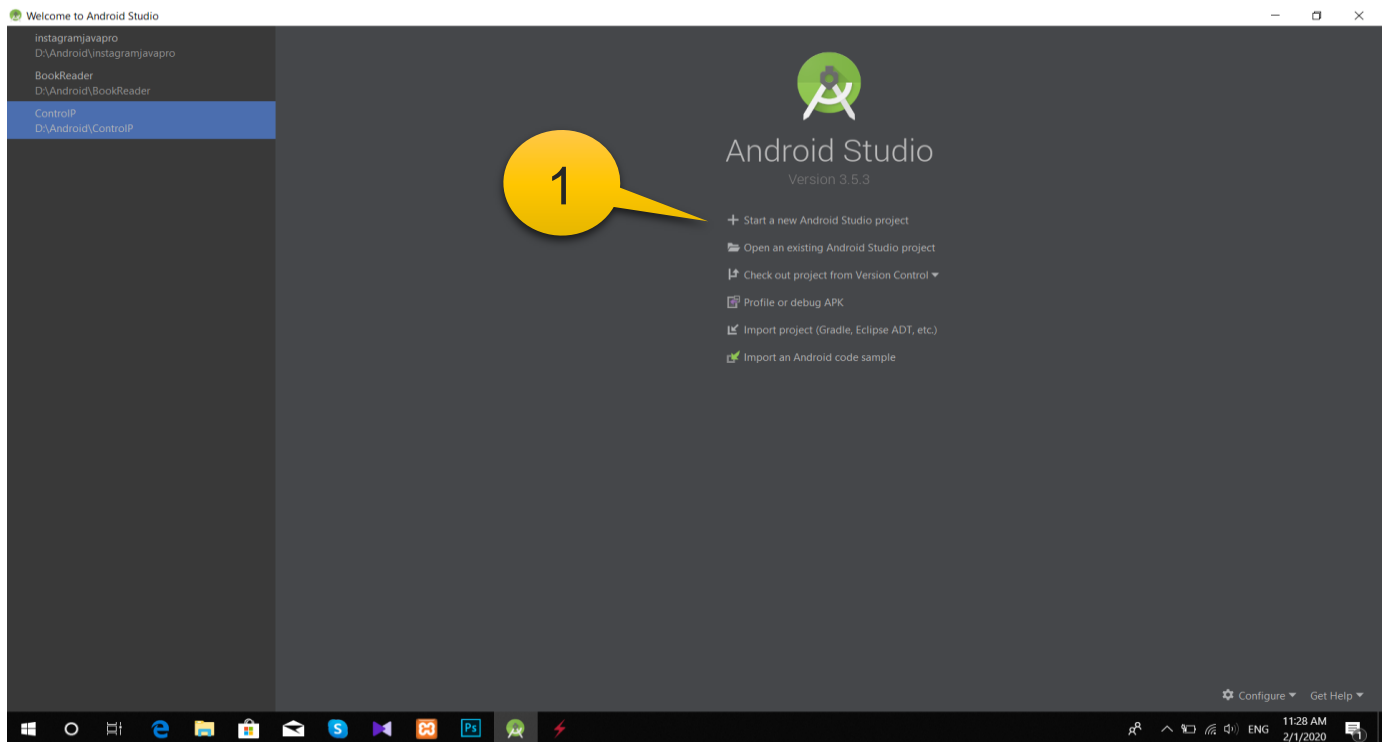 Welcome to Android Studio
instagramjavapro
D:\Android\instagramjavapro
BookReader
D:\Android\BookReader
ControlP
D:\Android\ControlP
1
Android Studio
Version 3.5.3
Start a new Android Studio project
Open an existing Android Studio project
Check out project from Version Control
Profile or debug APK
Import project (Gradle, Eclipse ADT, etc.)
Import an Android code sample
Configure
Get Help
S
Ps
ENG
11:28 AM
2/1/2020
1